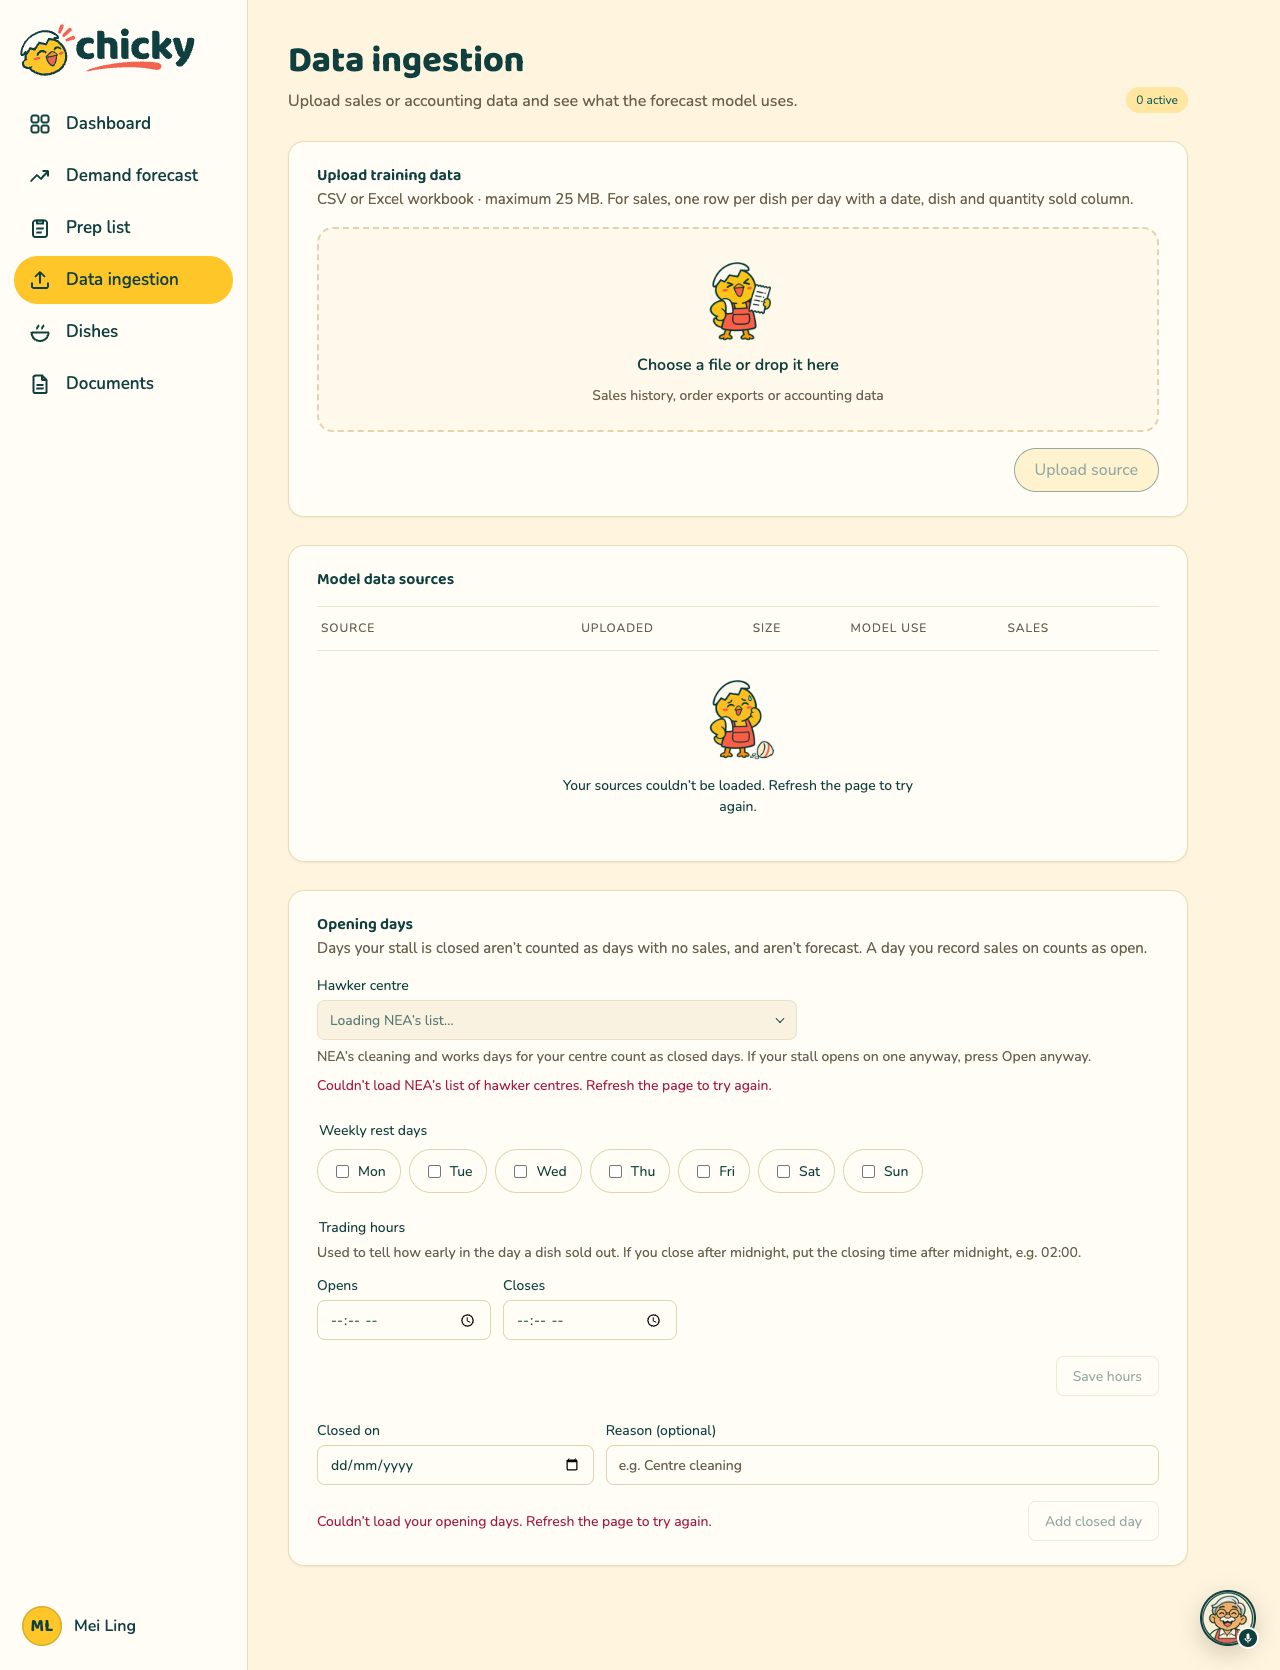 chicky
Dashboard
Demand forecast
Prep list
Data ingestion
Dishes
Documents
Data ingestion
Upload sales or accounting data and see what the forecast model uses.
0 active
Upload training data
CSV or Excel workbook · maximum 25 MB. For sales, one row per dish per day with a date, dish and quantity sold column.
Choose a file or drop it here
Sales history, order exports or accounting data
Upload source
Model data sources
SOURCE UPLOADED SIZE MODEL USE SALES
Your sources couldn’t be loaded. Refresh the page to try
again.
Opening days
Days your stall is closed aren’t counted as days with no sales, and aren’t forecast. A day you record sales on counts as open.
Hawker centre
Loading NEA’s list…
NEA’s cleaning and works days for your centre count as closed days. If your stall opens on one anyway, press Open anyway.
Couldn’t load NEA’s list of hawker centres. Refresh the page to try again.
Weekly rest days
Mon Tue Wed Thu Fri Sat Sun
Trading hours
Used to tell how early in the day a dish sold out. If you close after midnight, put the closing time after midnight, e.g. 02:00.
Opens Closes
--:-- -- --:-- --
Save hours
Closed on Reason (optional)
dd/mm/yyyy e.g. Centre cleaning
Couldn’t load your opening days. Refresh the page to try again.
Add closed day
ML Mei Ling